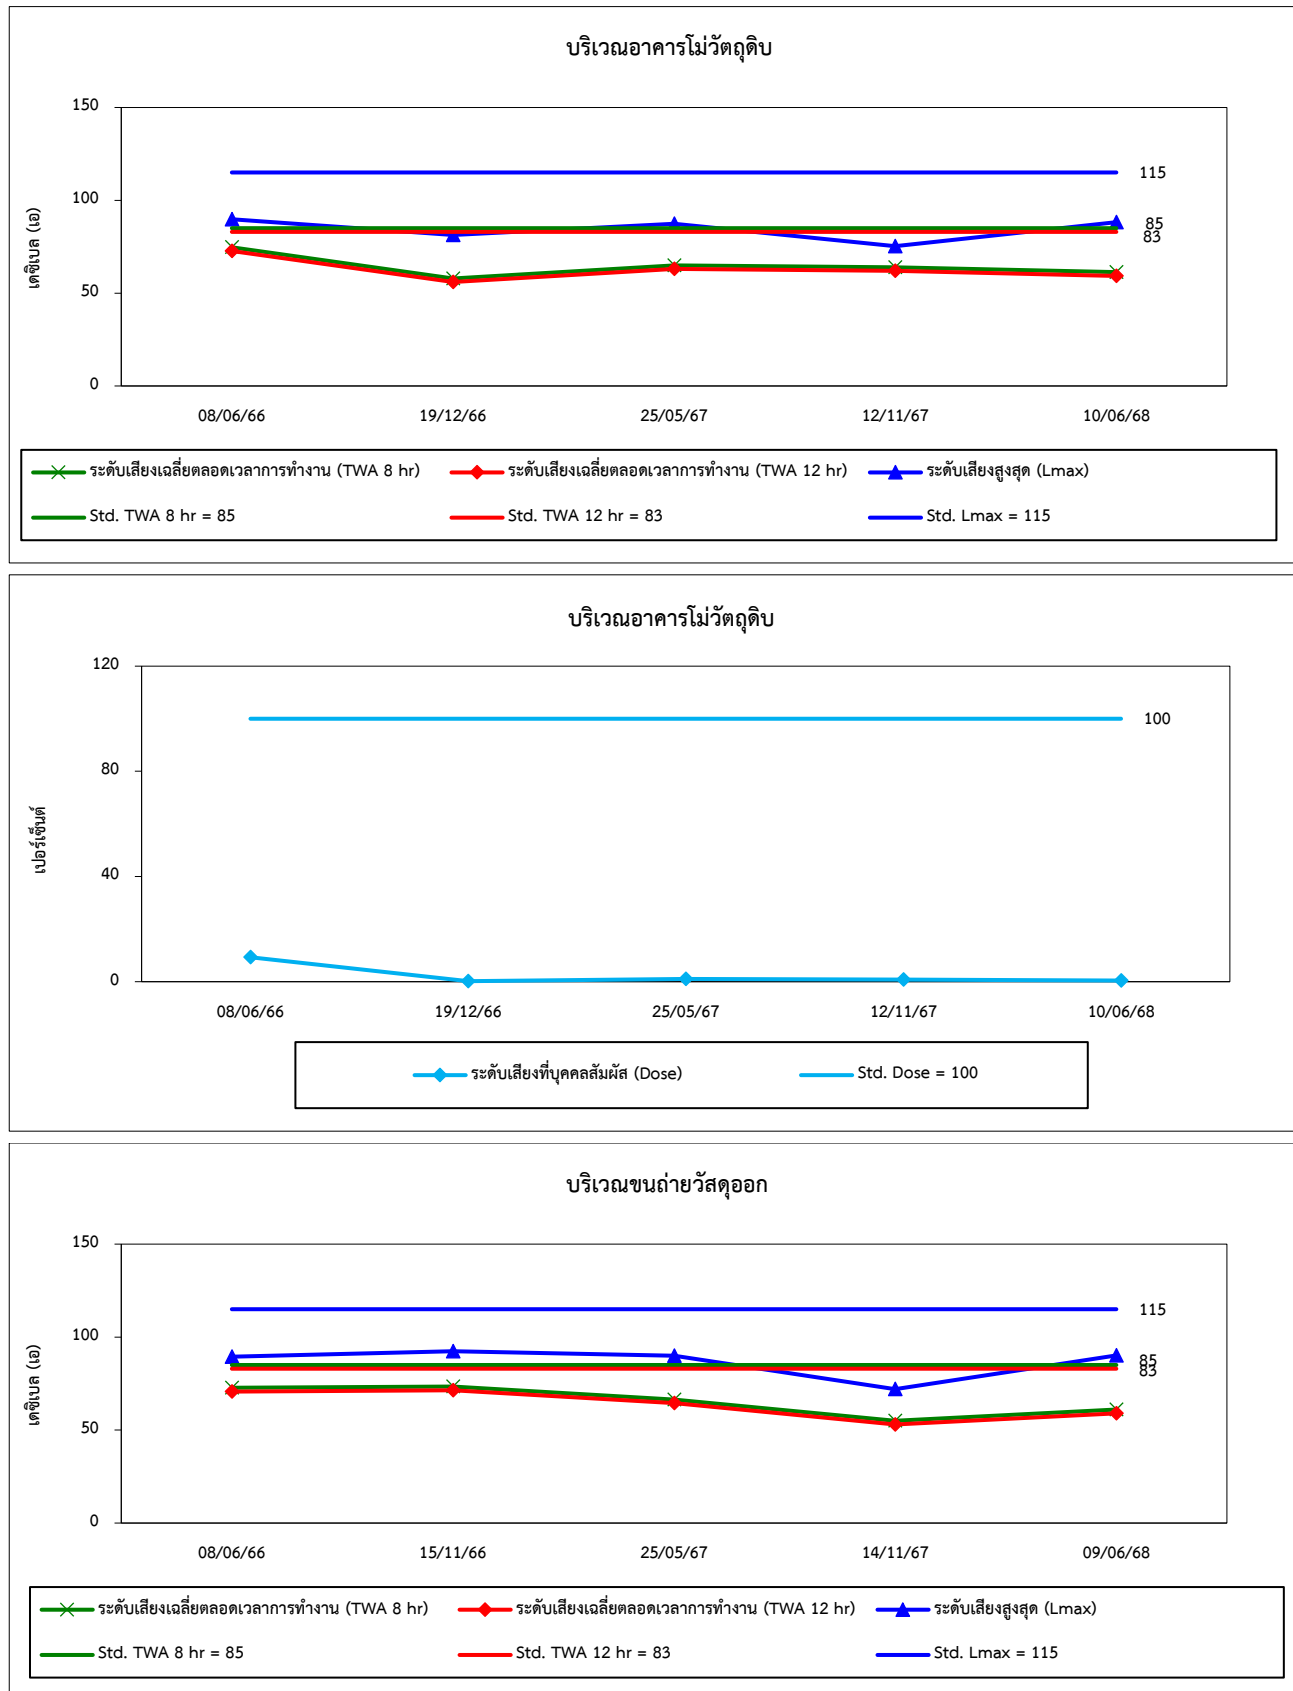 บริเวณอาคารโม่วัตถุดิบ
150
100
50
0
เดซิเบล (เอ)
115
85
83
08/06/66 19/12/66 25/05/67 12/11/67 10/06/68
ระดับเสียงเฉลี่ยตลอดเวลาการทำงาน (TWA 8 hr) ระดับเสียงเฉลี่ยตลอดเวลาการทำงาน (TWA 12 hr) ระดับเสียงสูงสุด (Lmax)
Std. TWA 8 hr = 85 Std. TWA 12 hr = 83 Std. Lmax = 115
บริเวณอาคารโม่วัตถุดิบ
120
80
40
0
เปอร์เซ็นต์
100
08/06/66 19/12/66 25/05/67 12/11/67 10/06/68
ระดับเสียงที่บุคคลสัมผัส (Dose) Std. Dose = 100
บริเวณขนถ่ายวัสดุออก
150
100
50
0
เดซิเบล (เอ)
115
85
83
08/06/66 15/11/66 25/05/67 14/11/67 09/06/68
ระดับเสียงเฉลี่ยตลอดเวลาการทำงาน (TWA 8 hr) ระดับเสียงเฉลี่ยตลอดเวลาการทำงาน (TWA 12 hr) ระดับเสียงสูงสุด (Lmax)
Std. TWA 8 hr = 85 Std. TWA 12 hr = 83 Std. Lmax = 115